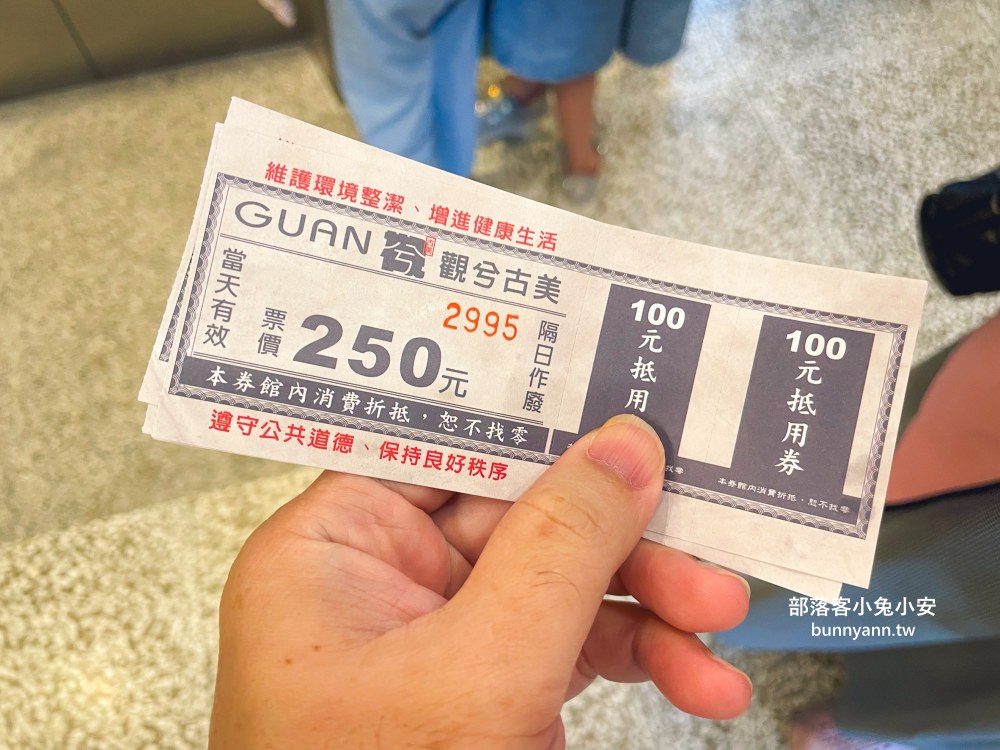 維護環境整潔、增進健康生活
GUAN 兮 觀兮古美
當天有效
票價 250元
2995
隔日作廢
本券館內消費折抵,恕不找零
遵守公共道德、保持良好秩序
100
元抵用
找零
100
元抵用券
本券館內消費折抵,恕不找零
部落客小兔小安
bunnyann.tw